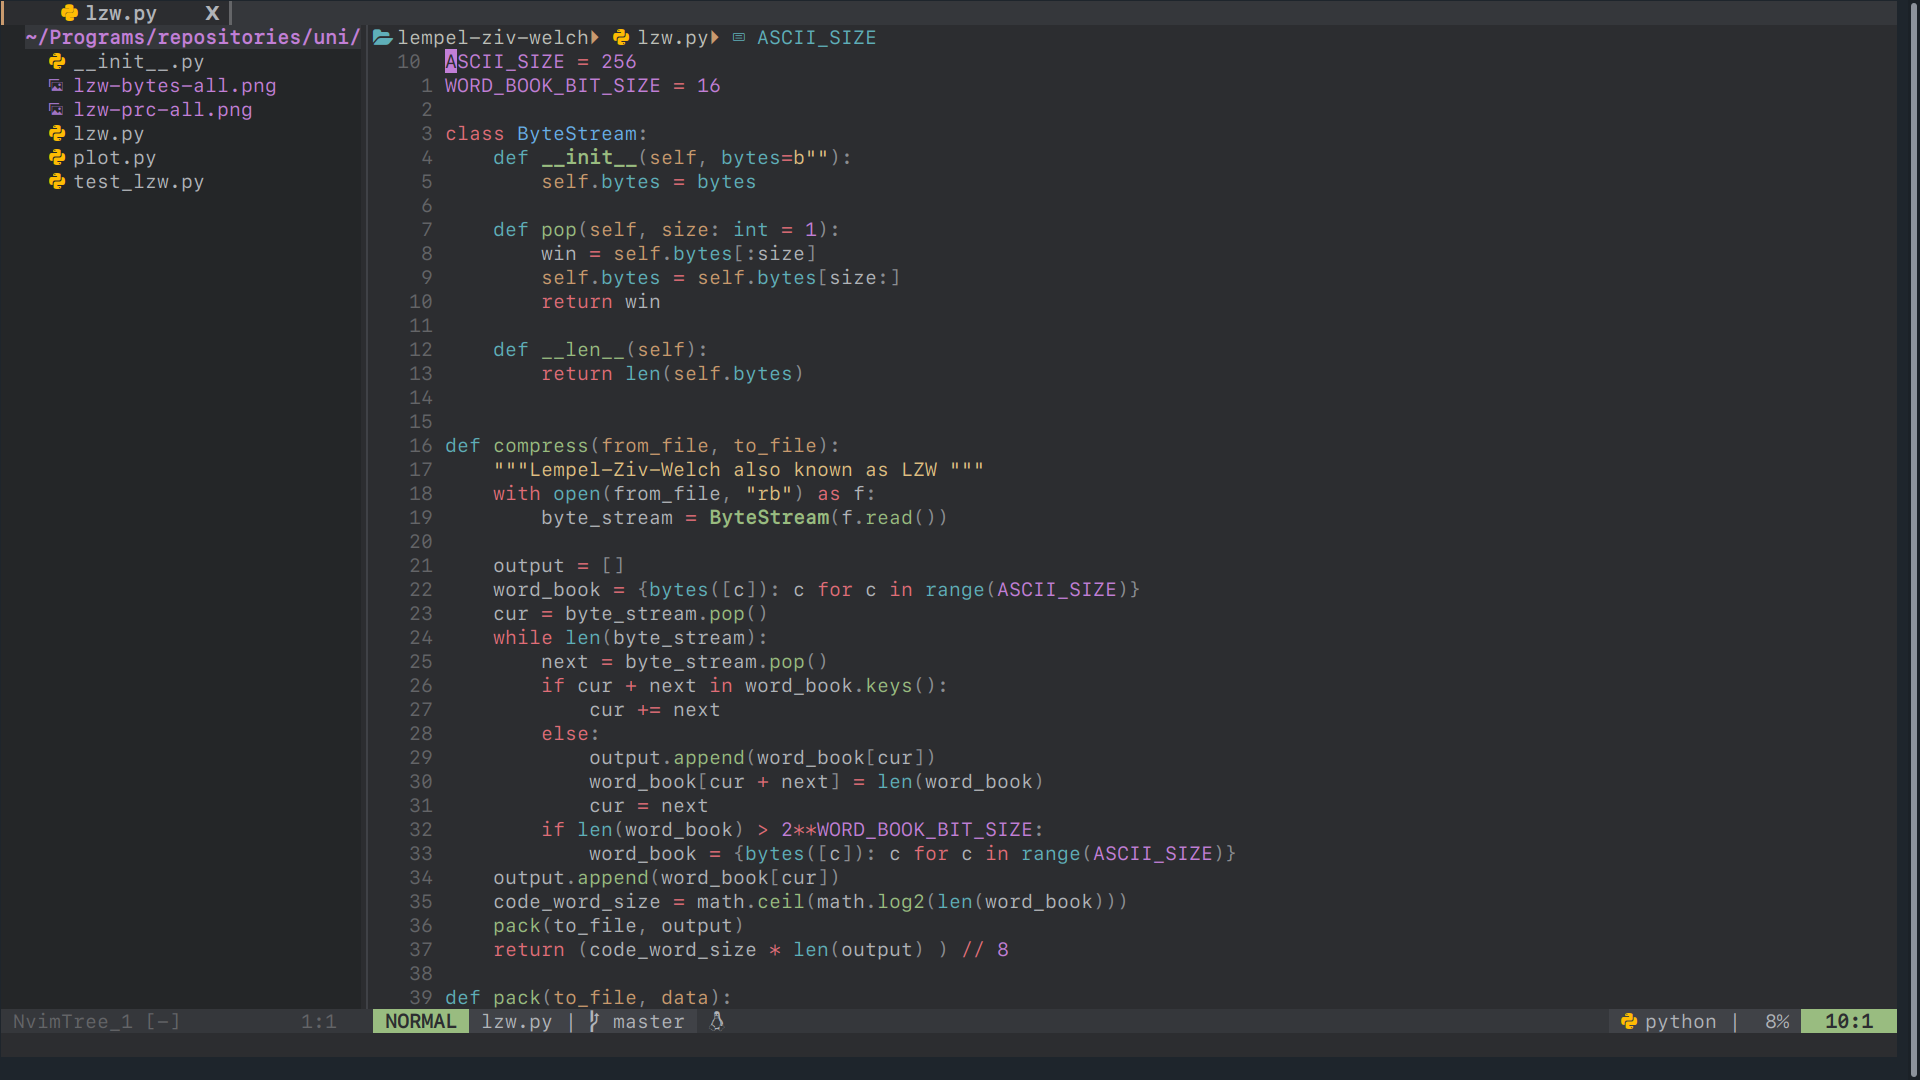 lzw.py X
~/Programs/repositories/uni/
__init__.py
lzw-bytes-all.png
lzw-prc-all.png
lzw.py
plot.py
test_lzw.py
lempel-ziv-welch lzw.py ASCII_SIZE
10 ASCII_SIZE = 256
1 WORD_BOOK_BIT_SIZE = 16
2
3 class ByteStream:
4     def __init__(self, bytes=b""):
5         self.bytes = bytes
6
7     def pop(self, size: int = 1):
8         win = self.bytes[:size]
9         self.bytes = self.bytes[size:]
10         return win
11
12     def __len__(self):
13         return len(self.bytes)
14
15
16 def compress(from_file, to_file):
17     """Lempel-Ziv-Welch also known as LZW """
18     with open(from_file, "rb") as f:
19         byte_stream = ByteStream(f.read())
20
21     output = []
22     word_book = {bytes([c]): c for c in range(ASCII_SIZE)}
23     cur = byte_stream.pop()
24     while len(byte_stream):
25         next = byte_stream.pop()
26         if cur + next in word_book.keys():
27             cur += next
28         else:
29             output.append(word_book[cur])
30             word_book[cur + next] = len(word_book)
31             cur = next
32         if len(word_book) > 2**WORD_BOOK_BIT_SIZE:
33             word_book = {bytes([c]): c for c in range(ASCII_SIZE)}
34     output.append(word_book[cur])
35     code_word_size = math.ceil(math.log2(len(word_book)))
36     pack(to_file, output)
37     return (code_word_size * len(output) ) // 8
38
39 def pack(to_file, data):
NvimTree_1 [-] 1:1
NORMAL lzw.py | master
python | 8% 10:1